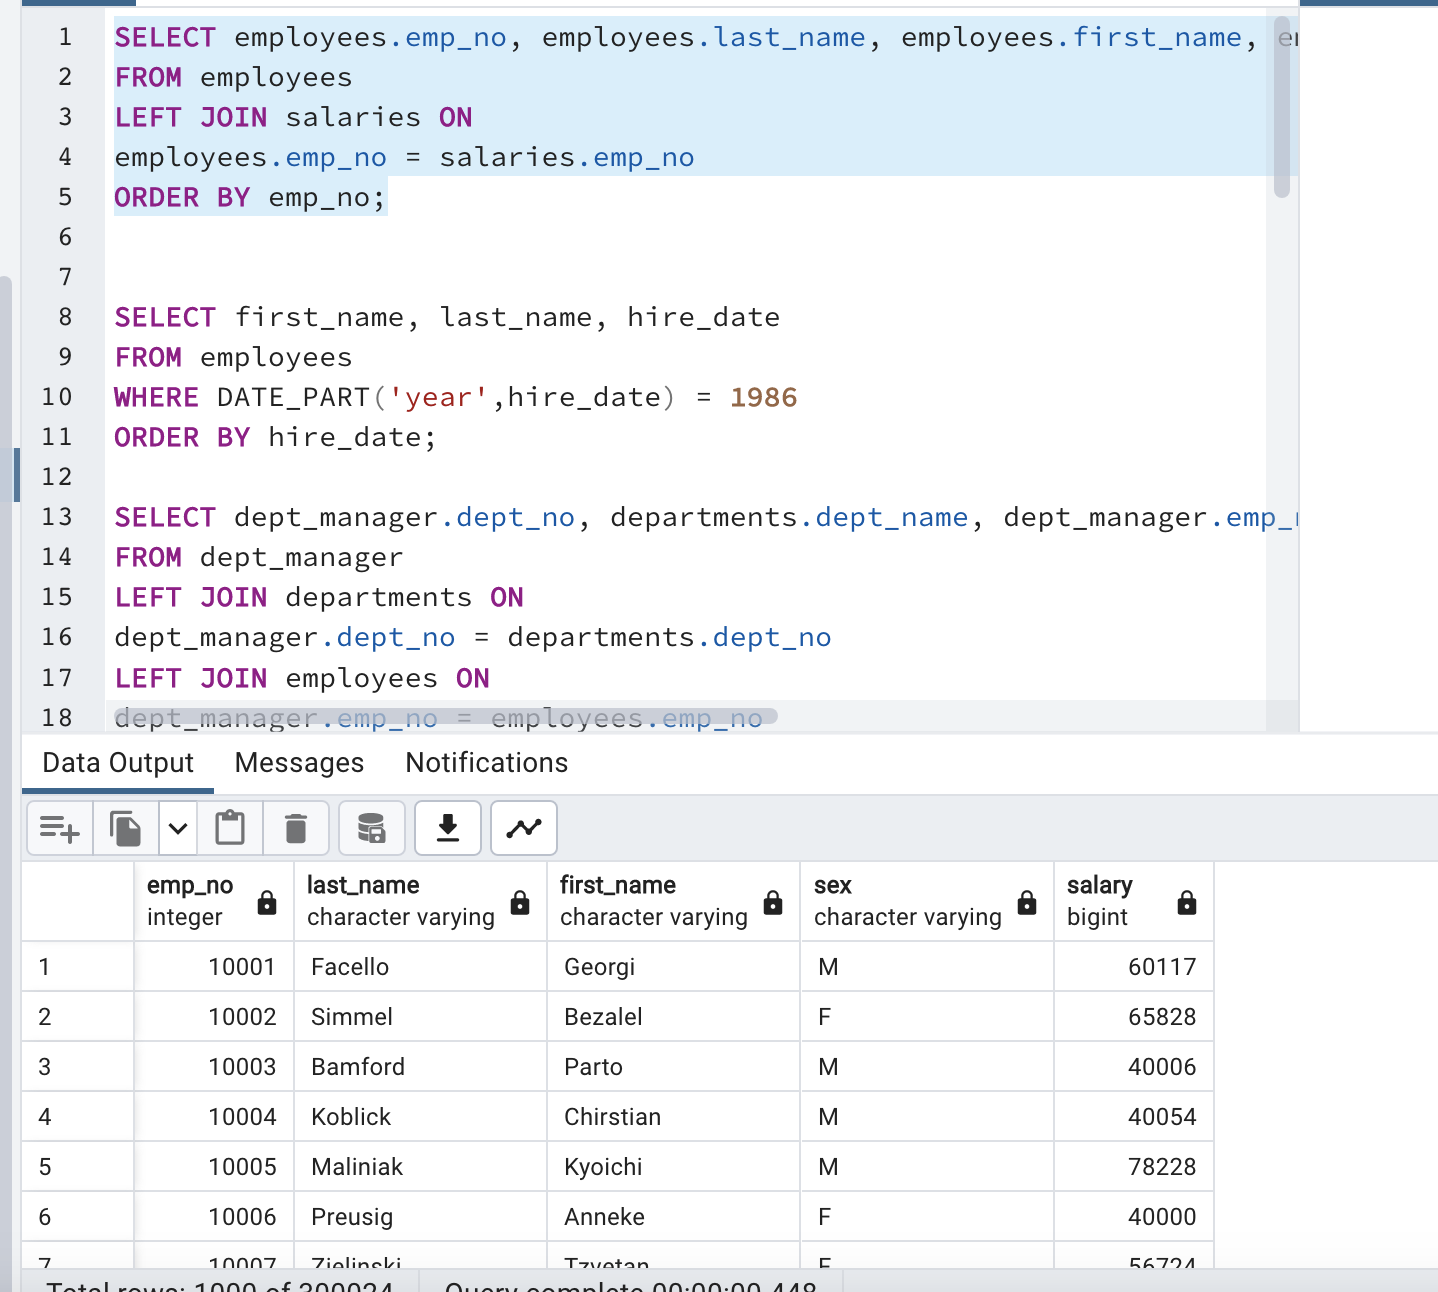 1 SELECT employees.emp_no, employees.last_name, employees.first_name,
2 FROM employees
3 LEFT JOIN salaries ON
4 employees.emp_no = salaries.emp_no
5 ORDER BY emp_no;
6
7
8 SELECT first_name, last_name, hire_date
9 FROM employees
10 WHERE DATE_PART('year',hire_date) = 1986
11 ORDER BY hire_date;
12
13 SELECT dept_manager.dept_no, departments.dept_name, dept_manager.emp_
14 FROM dept_manager
15 LEFT JOIN departments ON
16 dept_manager.dept_no = departments.dept_no
17 LEFT JOIN employees ON
18 dept_manager.emp_no = employees.emp_no
Data Output Messages Notifications
emp_no last_name first_name sex salary
integer character varying character varying character varying bigint
1 10001 Facello Georgi M 60117
2 10002 Simmel Bezalel F 65828
3 10003 Bamford Parto M 40006
4 10004 Koblick Chirstian M 40054
5 10005 Maliniak Kyoichi M 78228
6 10006 Preusig Anneke F 40000
7 10007 Zielinski Tzvetan F 56724
Total rows: 1000 of 300024 Query complete 00:00:00.448